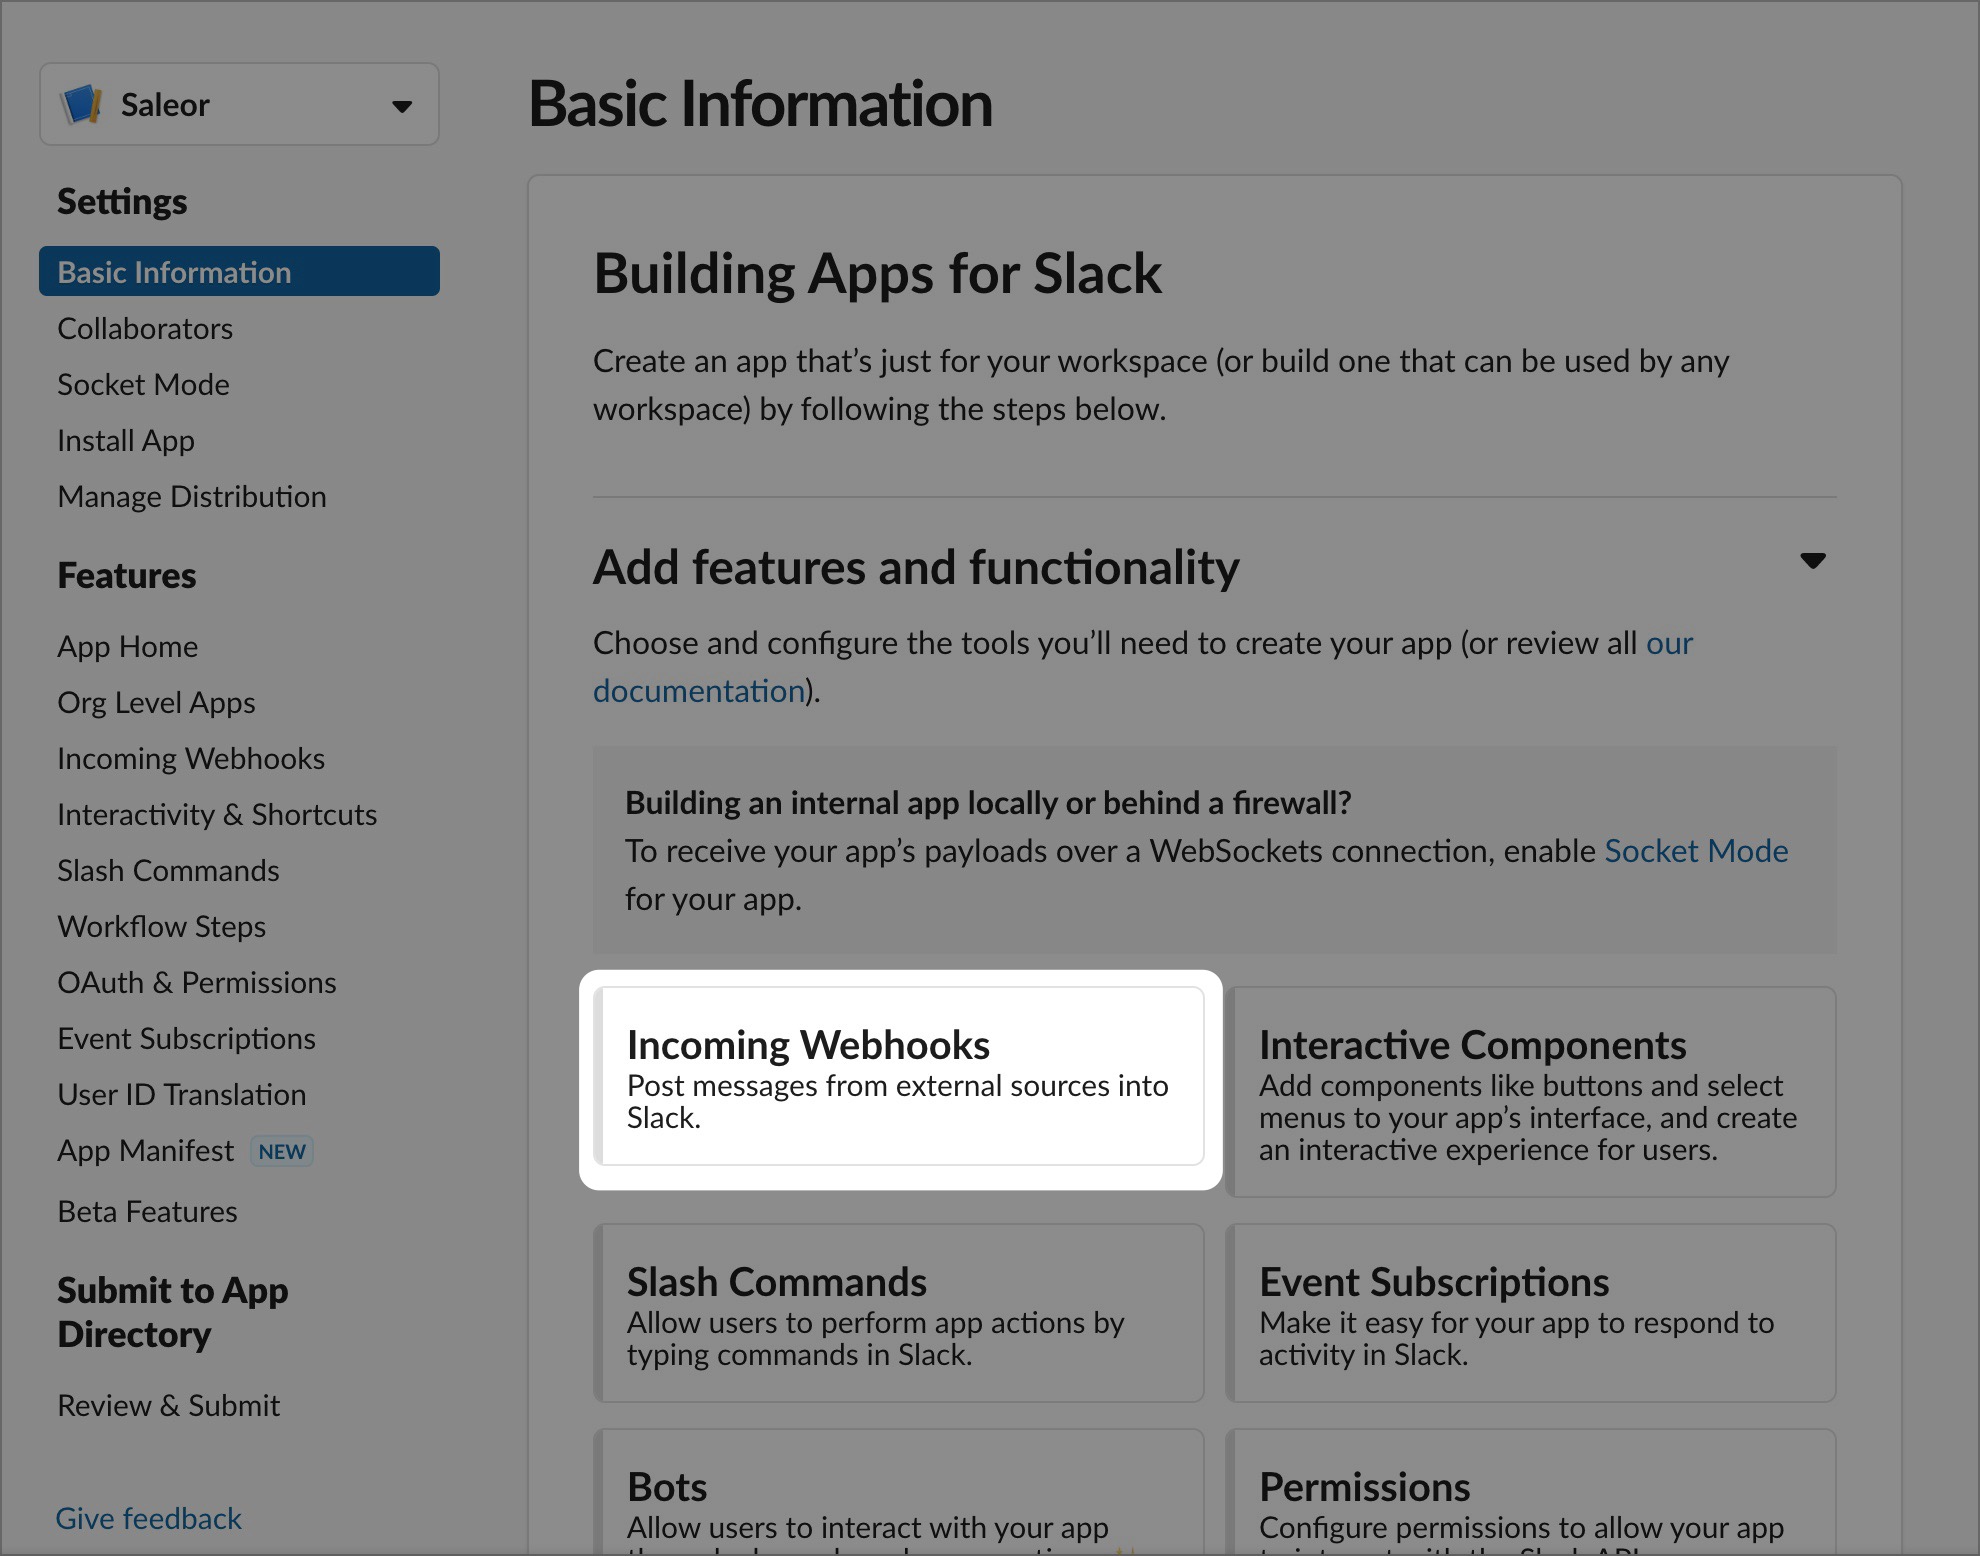 Saleor
Settings
Basic Information
Collaborators
Socket Mode
Install App
Manage Distribution
Features
App Home
Org Level Apps
Incoming Webhooks
Interactivity & Shortcuts
Slash Commands
Workflow Steps
OAuth & Permissions
Event Subscriptions
User ID Translation
App Manifest NEW
Beta Features
Submit to App
Directory
Review & Submit
Give feedback
Basic Information
Building Apps for Slack
Create an app that’s just for your workspace (or build one that can be used by any
workspace) by following the steps below.
Add features and functionality
Choose and configure the tools you’ll need to create your app (or review all our
documentation).
Building an internal app locally or behind a firewall?
To receive your app’s payloads over a WebSockets connection, enable Socket Mode
for your app.
Incoming Webhooks
Post messages from external sources into
Slack.
Interactive Components
Add components like buttons and select
menus to your app’s interface, and create
an interactive experience for users.
Slash Commands
Allow users to perform app actions by
typing commands in Slack.
Event Subscriptions
Make it easy for your app to respond to
activity in Slack.
Bots
Allow users to interact with your app
Permissions
Configure permissions to allow your app